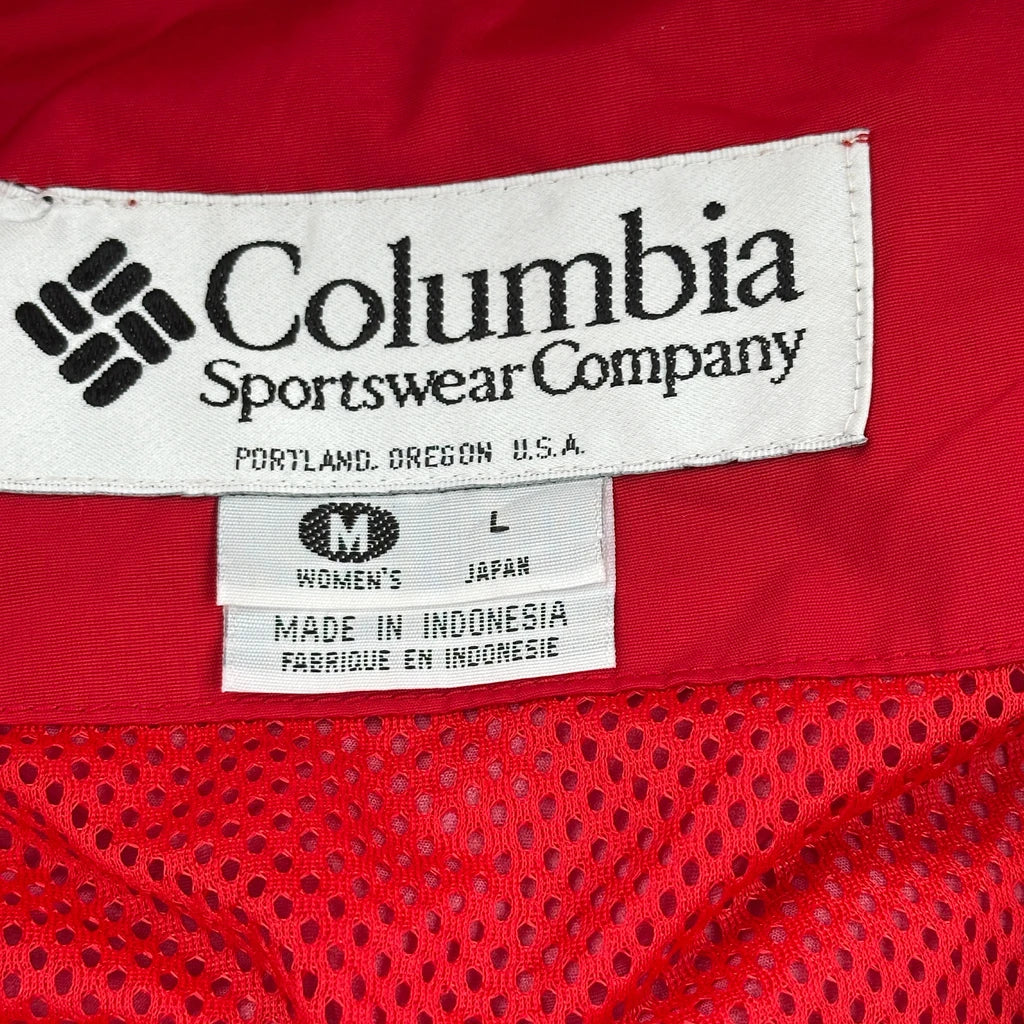 Columbia
Sportswear Company
PORTLAND, OREGON U.S.A.
M L
WOMEN'S JAPAN
MADE IN INDONESIA
FABRIQUE EN INDONESIE